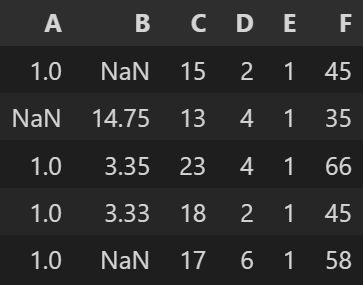 A B C D E F
1.0 NaN 15 2 1 45
NaN 14.75 13 4 1 35
1.0 3.35 23 4 1 66
1.0 3.33 18 2 1 45
1.0 NaN 17 6 1 58